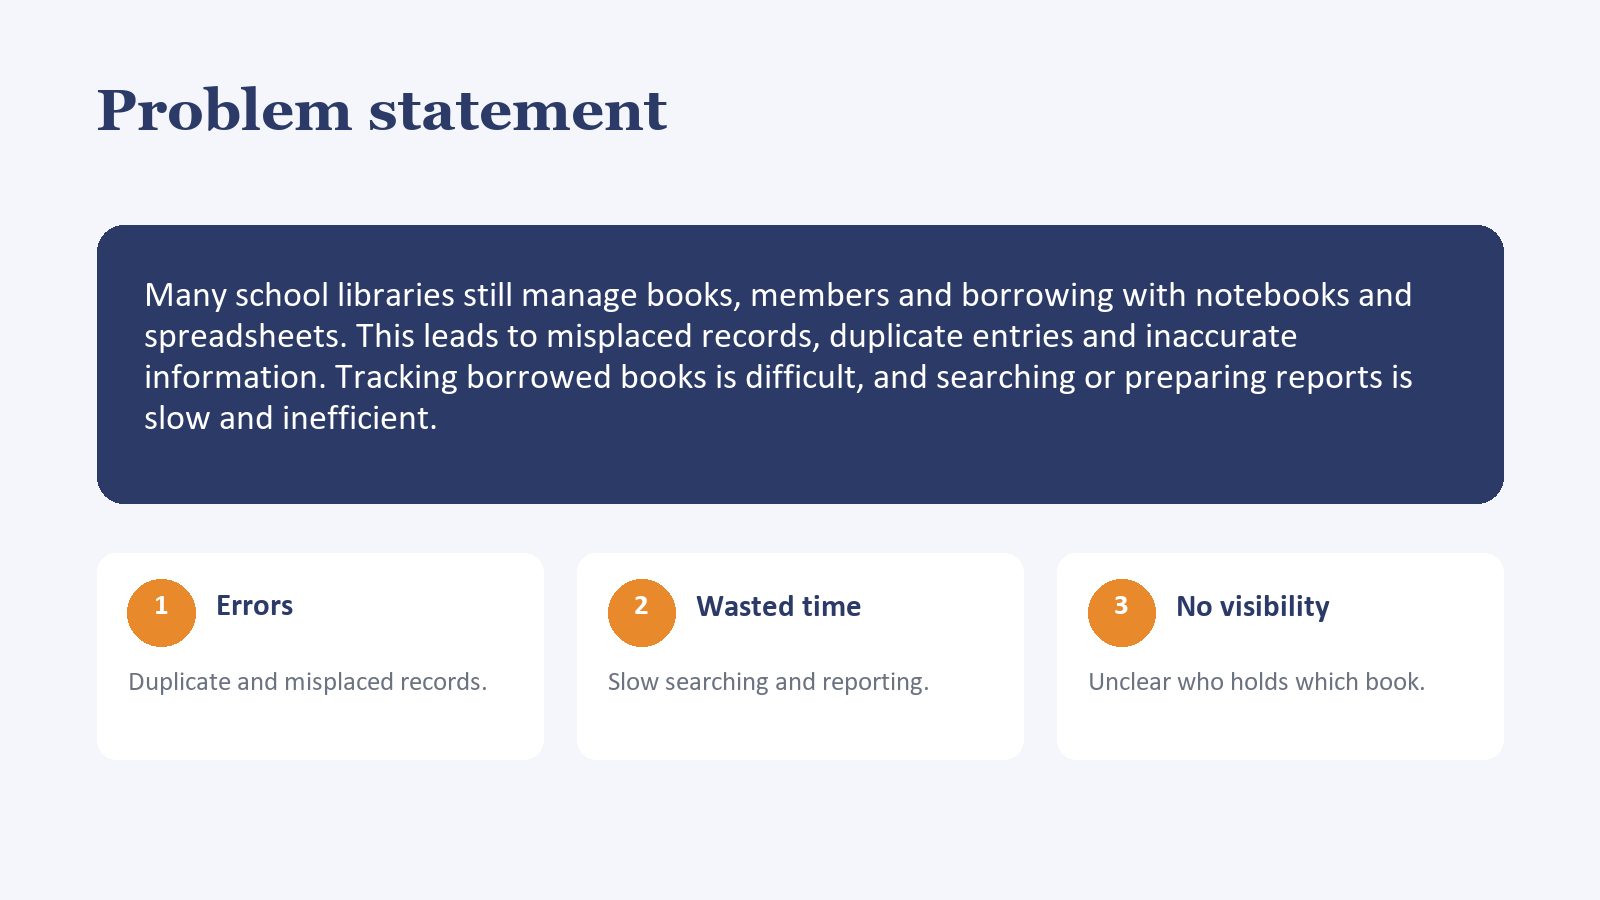 Problem statement
Many school libraries still manage books, members and borrowing with notebooks and
spreadsheets. This leads to misplaced records, duplicate entries and inaccurate
information. Tracking borrowed books is difficult, and searching or preparing reports is
slow and inefficient.
1 Errors
Duplicate and misplaced records.
2 Wasted time
Slow searching and reporting.
3 No visibility
Unclear who holds which book.